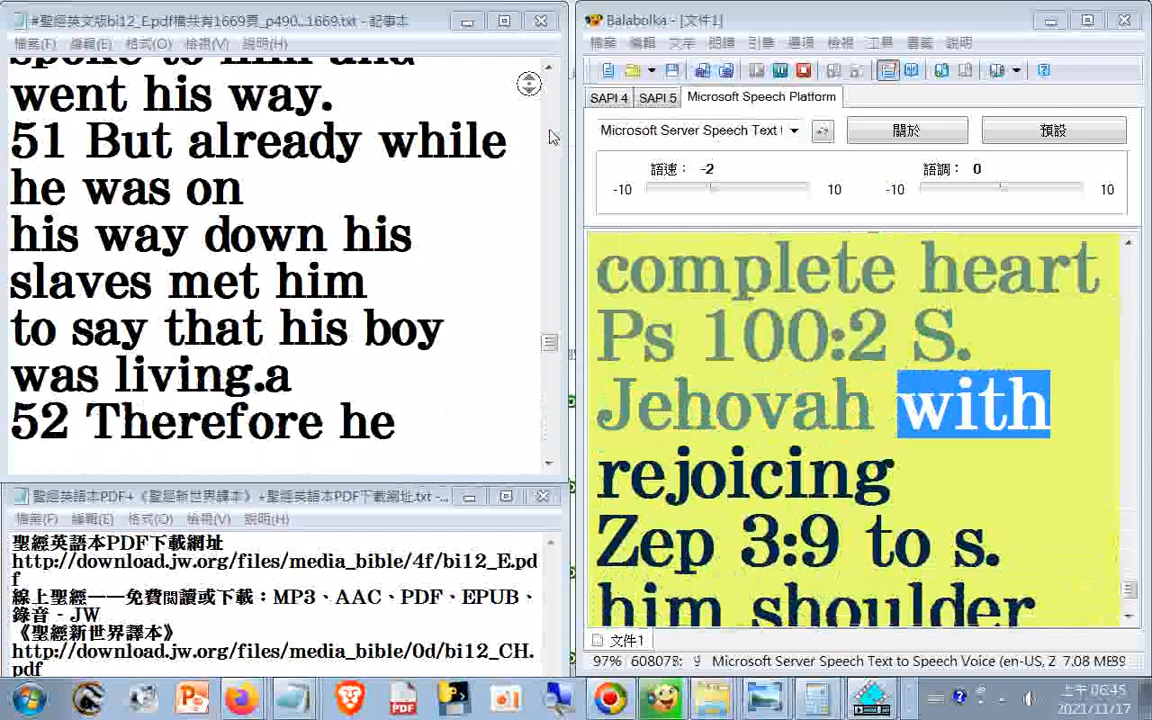 #聖經英文版bi12_E.pdf檔共有1669頁_p490...1669.txt - 記事本
檔案(F) 編輯(E) 格式(O) 檢視(V) 說明(H)
spoke to him and
went his way.
51 But already while
he was on
his way down his
slaves met him
to say that his boy
was living.a
52 Therefore he
聖經英語本PDF+《聖經新世界譯本》+聖經英語本PDF下載網址.txt -...
檔案(F) 編輯(E) 格式(O) 檢視(V) 說明(H)
聖經英語本PDF下載網址
http://download.jw.org/files/media_bible/4f/bi12_E.pd
f
線上聖經——免費閱讀或下載：MP3、AAC、PDF、EPUB、
錄音 - JW
《聖經新世界譯本》
http://download.jw.org/files/media_bible/0d/bi12_CH.
pdf
Balabolka - [文件1]
檔案 編輯 文字 朗讀 引擎 選項 檢視 工具 書籤 說明
SAPI 4 SAPI 5 Microsoft Speech Platform
Microsoft Server Speech Text
關於 預設
語速： -2 語調： 0
-10 10 -10 10
complete heart
Ps 100:2 S.
Jehovah with
rejoicing
Zep 3:9 to s.
him shoulder
文件1
97% Microsoft Server Speech Text to Speech Voice (en-US, Z 7.08 MB
上午 06:45
2021/11/17